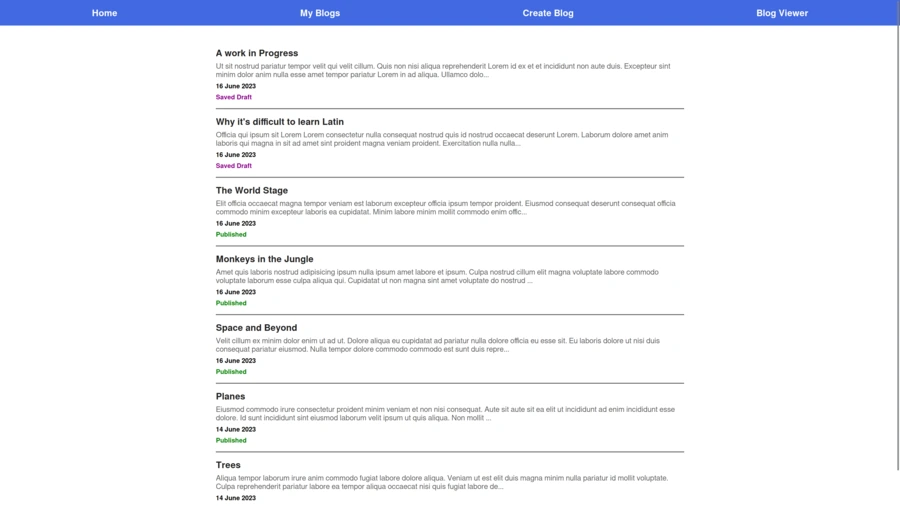 Home
My Blogs
Create Blog
Blog Viewer
A work in Progress
Ut sit nostrud pariatur tempor velit qui velit cillum. Quis non nisi aliqua reprehenderit Lorem id ex et et incididunt non aute duis. Excepteur sint
minim dolor anim nulla esse amet tempor pariatur Lorem in ad aliqua. Ullamco dolo...
16 June 2023
Saved Draft
Why it's difficult to learn Latin
Officia qui ipsum sit Lorem Lorem consectetur nulla consequat nostrud quis id nostrud occaecat deserunt Lorem. Laborum dolore amet anim
laboris qui magna in sit ad amet sint proident magna veniam proident. Exercitation nulla nulla...
16 June 2023
Saved Draft
The World Stage
Elit officia occaecat magna tempor veniam est laborum excepteur officia ipsum tempor proident. Eiusmod consequat deserunt consequat officia
commodo minim excepteur laboris ea cupidatat. Minim labore minim mollit commodo enim offic...
16 June 2023
Published
Monkeys in the Jungle
Amet quis laboris nostrud adipisicing ipsum nulla ipsum amet labore et ipsum. Culpa nostrud cillum elit magna voluptate labore commodo
voluptate laborum esse culpa aliqua qui. Cupidatat ut non magna sint amet voluptate do nostrud ...
16 June 2023
Published
Space and Beyond
Velit cillum ex minim dolor enim ut ad ut. Dolore aliqua eu cupidatat ad pariatur nulla dolore officia eu esse sit. Eu laboris dolore ut nisi duis
consequat pariatur eiusmod. Nulla tempor dolore commodo commodo est sunt duis repre...
16 June 2023
Published
Planes
Eiusmod commodo irure consectetur proident minim veniam et non nisi consequat. Aute sit aute sit ea elit ut incididunt ad enim incididunt esse
dolore. Id sunt incididunt sint eiusmod laborum velit ipsum ut quis aliqua. Non mollit ...
14 June 2023
Published
Trees
Aliqua tempor laborum irure anim commodo fugiat labore dolore aliqua. Veniam ut est elit duis magna minim nulla pariatur id mollit voluptate.
Culpa reprehenderit pariatur labore ea tempor aliqua occaecat nisi quis fugiat labore de...
14 June 2023